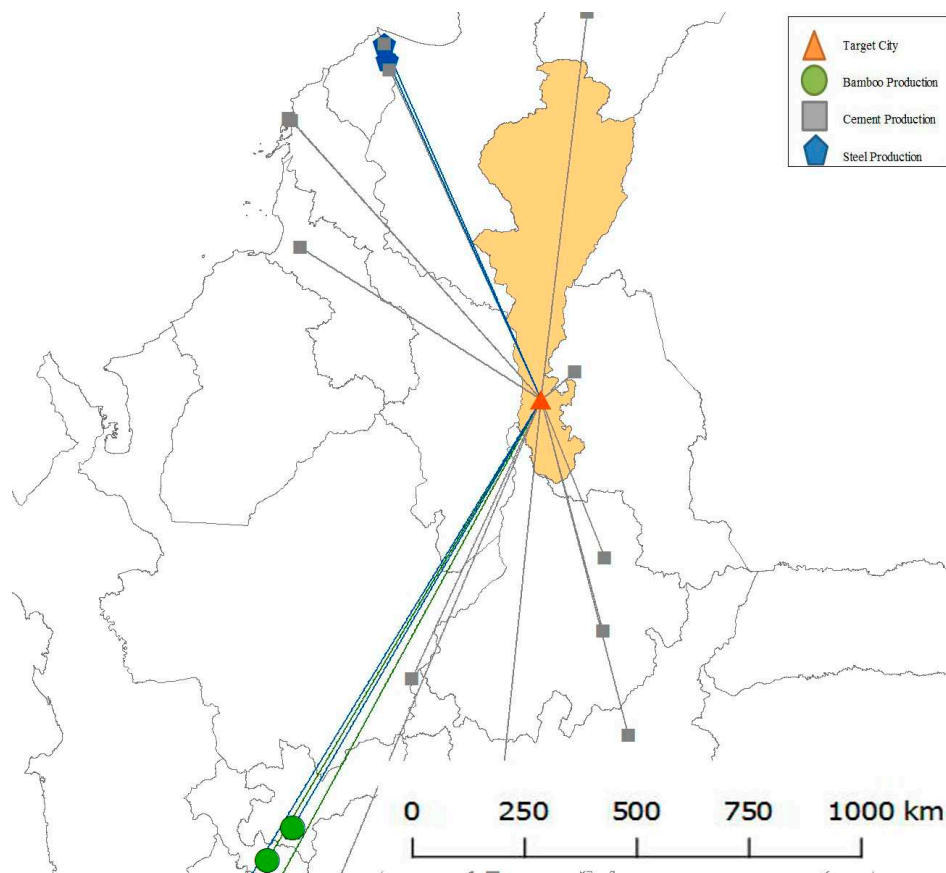 Target City
Bamboo Production
Cement Production
Steel Production
0 250 500 750 1000 km